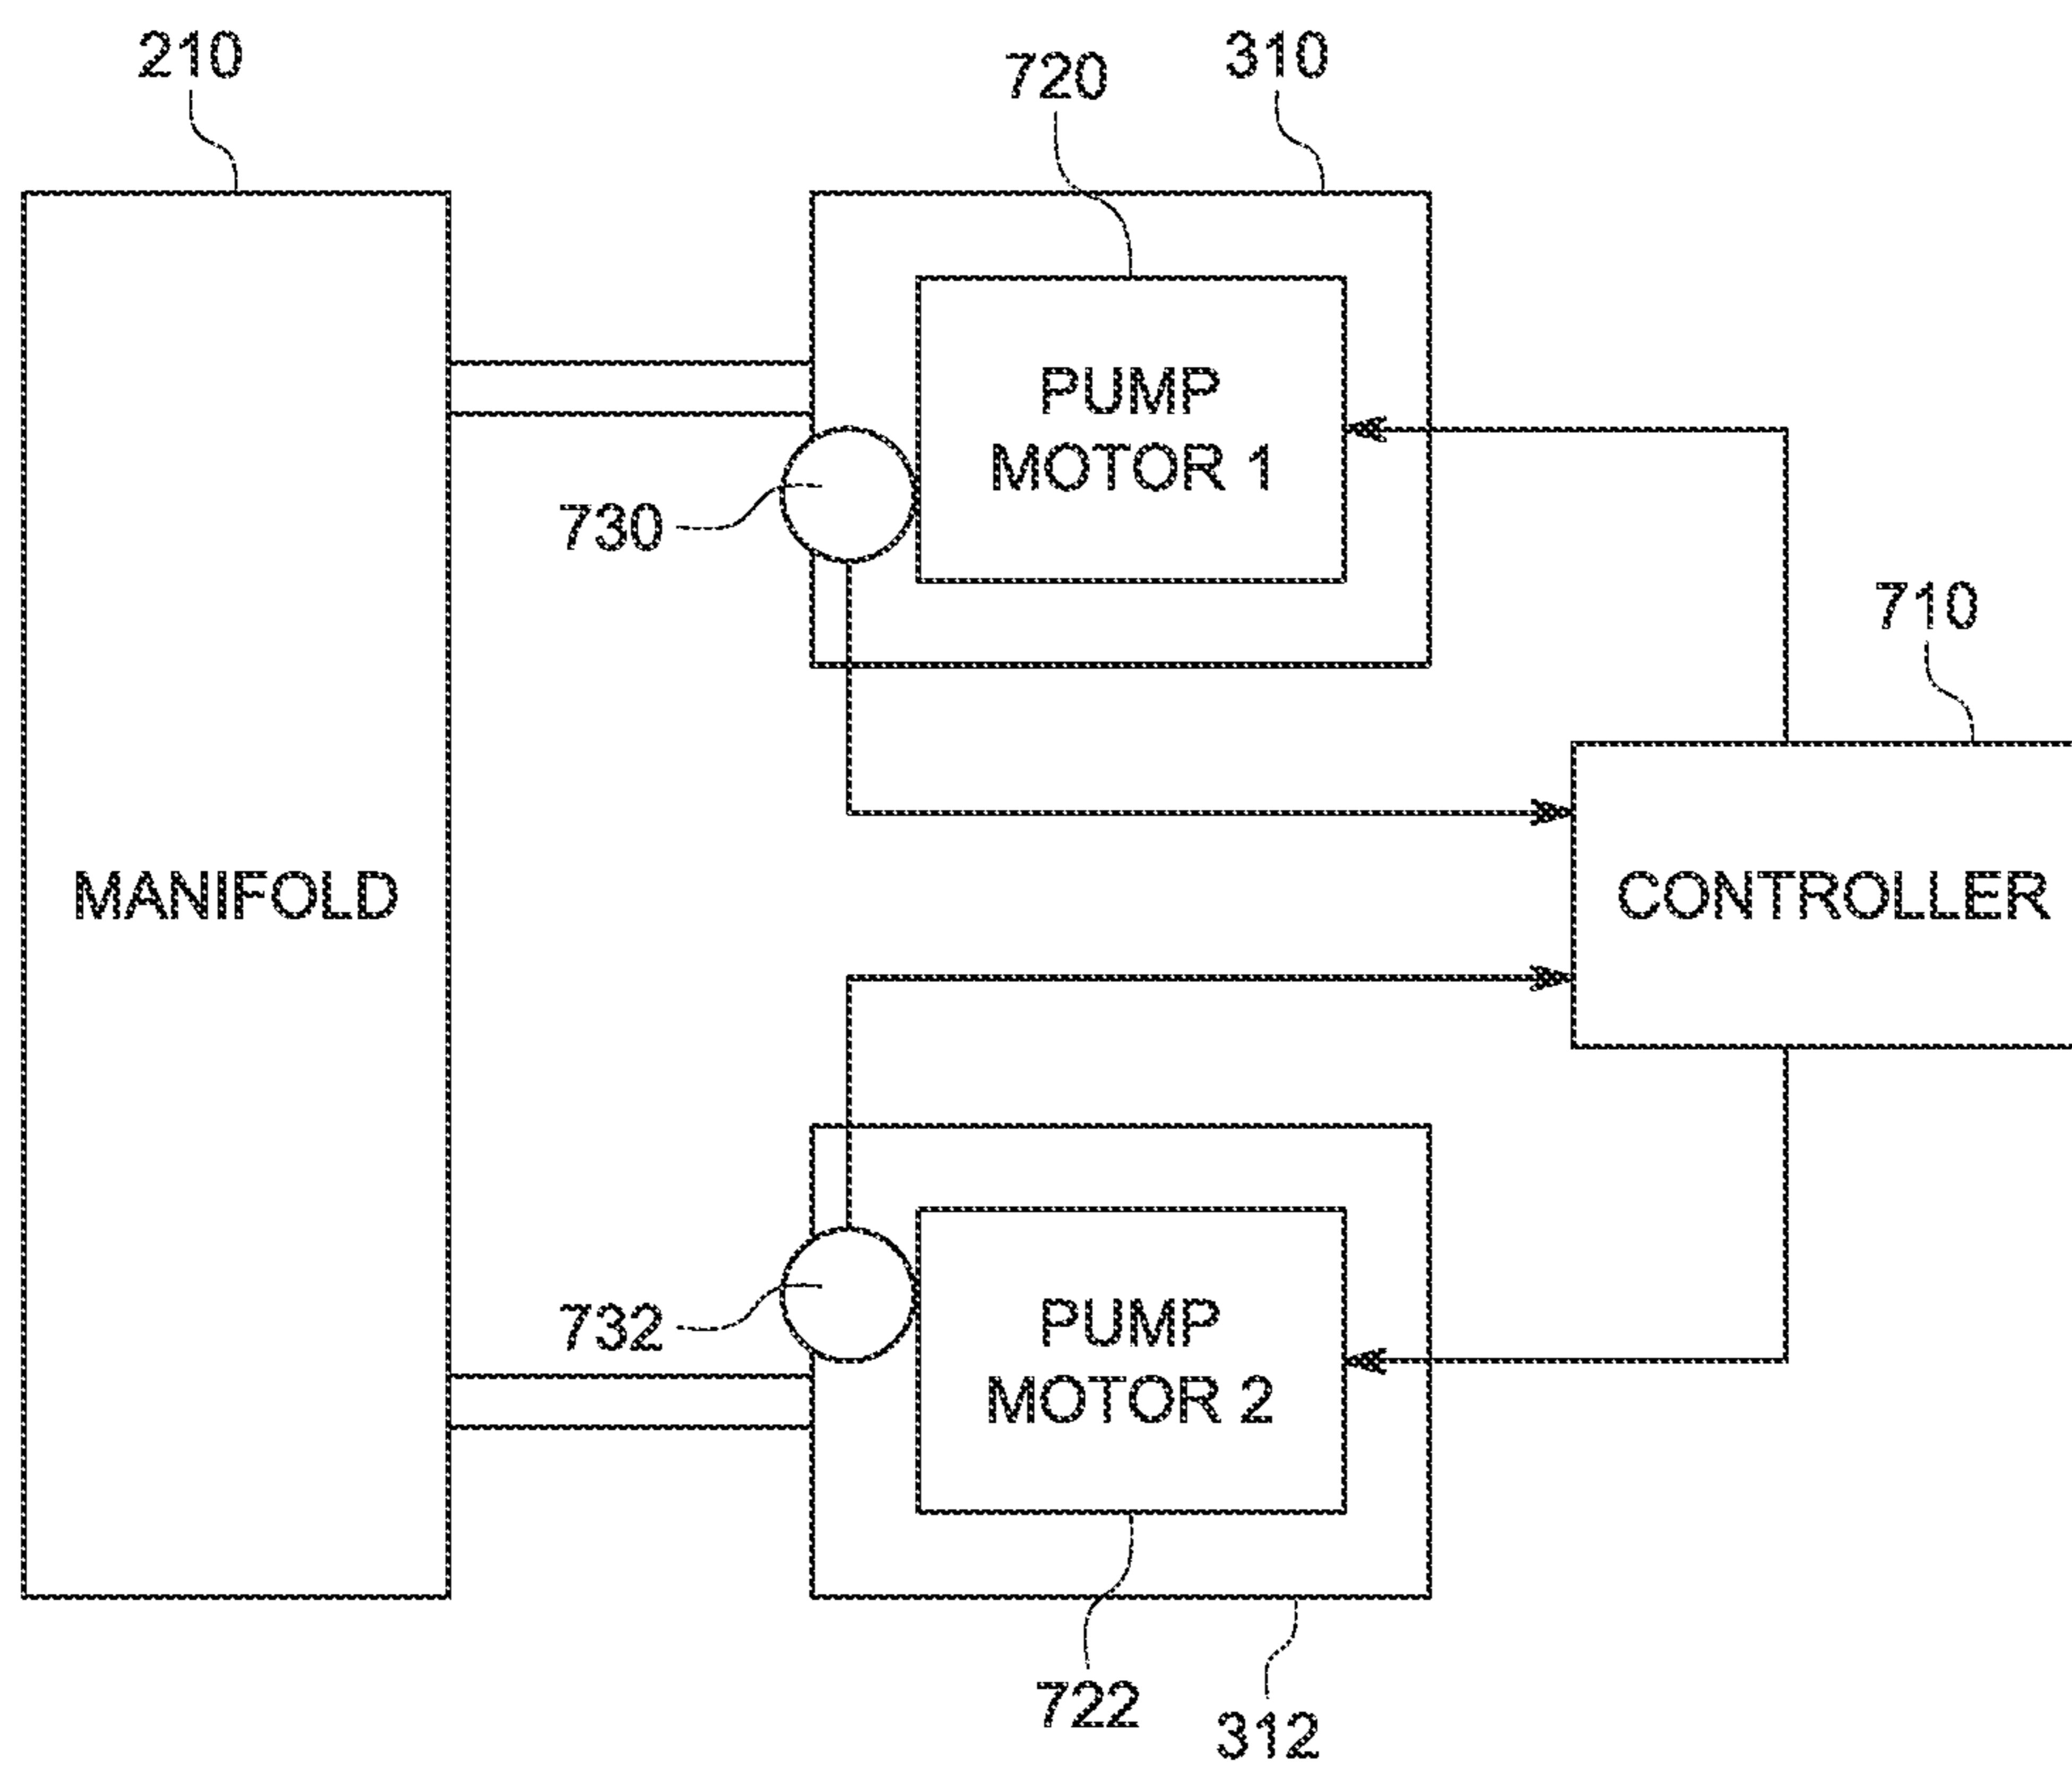 210
720
310
PUMP
MOTOR 1
730
710
MANIFOLD
CONTROLLER
732
PUMP
MOTOR 2
722
312